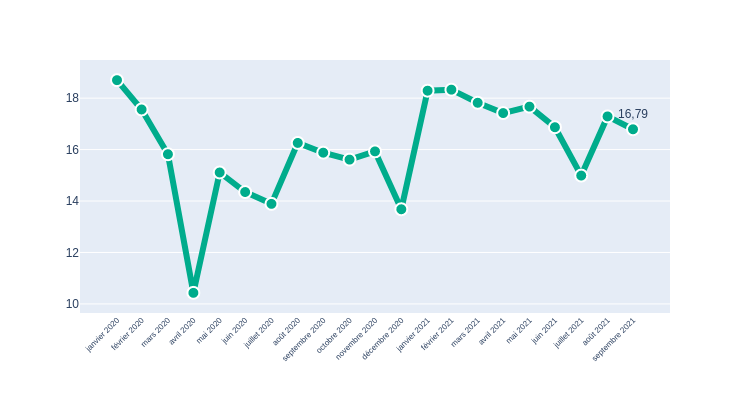 18
16
14
12
10
16,79
janvier 2020
février 2020
mars 2020
avril 2020
mai 2020
juin 2020
juillet 2020
août 2020
septembre 2020
octobre 2020
novembre 2020
décembre 2020
janvier 2021
février 2021
mars 2021
avril 2021
mai 2021
juin 2021
juillet 2021
août 2021
septembre 2021